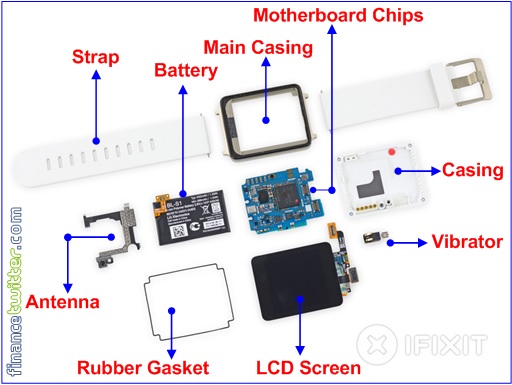 Motherboard Chips
Main Casing
Strap
Battery
Casing
BL-S1
LG Electronics
Vibrator
Antenna
Rubber Gasket
LCD Screen
IFIXIT
financetwitter.com